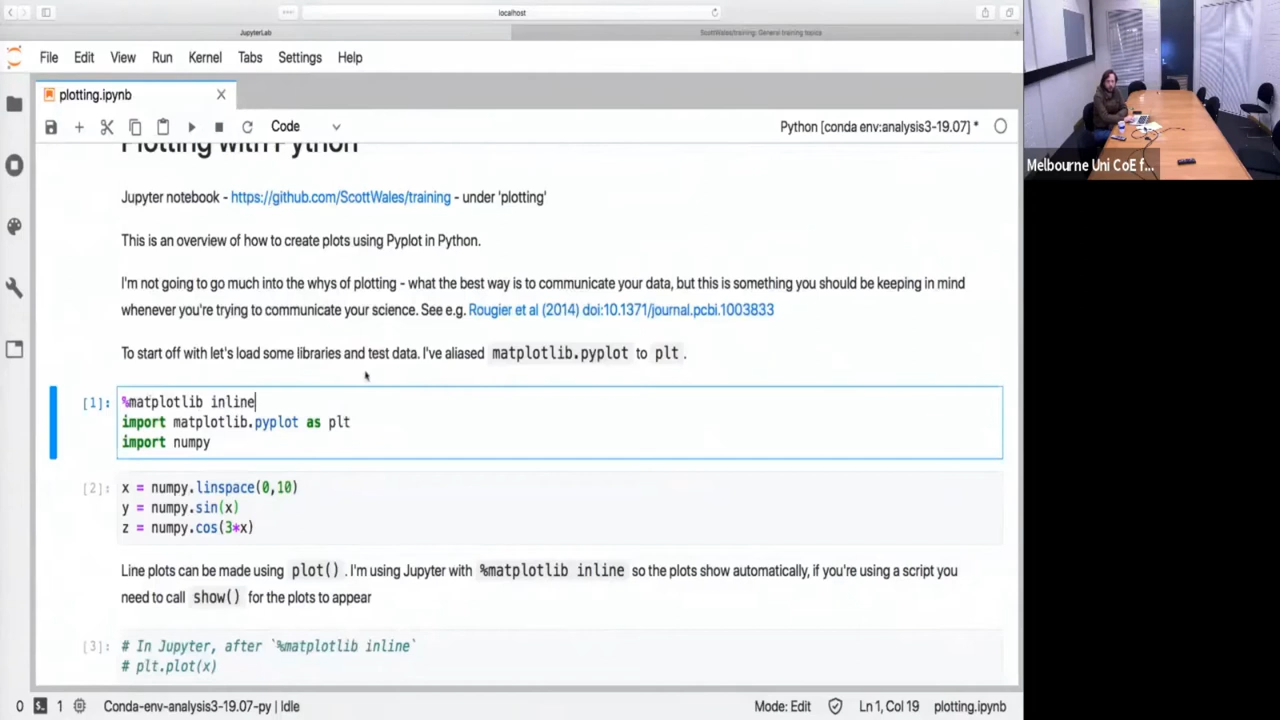 localhost
JupyterLab
ScottWales/training: General training topics
File Edit View Run Kernel Tabs Settings Help
plotting.ipynb
Code
Python [conda env:analysis3-19.07] *
Plotting with Python
Jupyter notebook - https://github.com/ScottWales/training - under 'plotting'
This is an overview of how to create plots using Pyplot in Python.
I'm not going to go much into the whys of plotting - what the best way is to communicate your data, but this is something you should be keeping in mind
whenever you're trying to communicate your science. See e.g. Rougier et al (2014) doi:10.1371/journal.pcbi.1003833
To start off with let's load some libraries and test data. I've aliased matplotlib.pyplot to plt .
[1]: %matplotlib inline
import matplotlib.pyplot as plt
import numpy
[2]: x = numpy.linspace(0,10)
y = numpy.sin(x)
z = numpy.cos(3*x)
Line plots can be made using plot() . I'm using Jupyter with %matplotlib inline so the plots show automatically, if you're using a script you
need to call show() for the plots to appear
[3]: # In Jupyter, after `%matplotlib inline`
# plt.plot(x)
0 1 Conda-env-analysis3-19.07-py | Idle Mode: Edit Ln 1, Col 19 plotting.ipynb
Melbourne Uni CoE f...